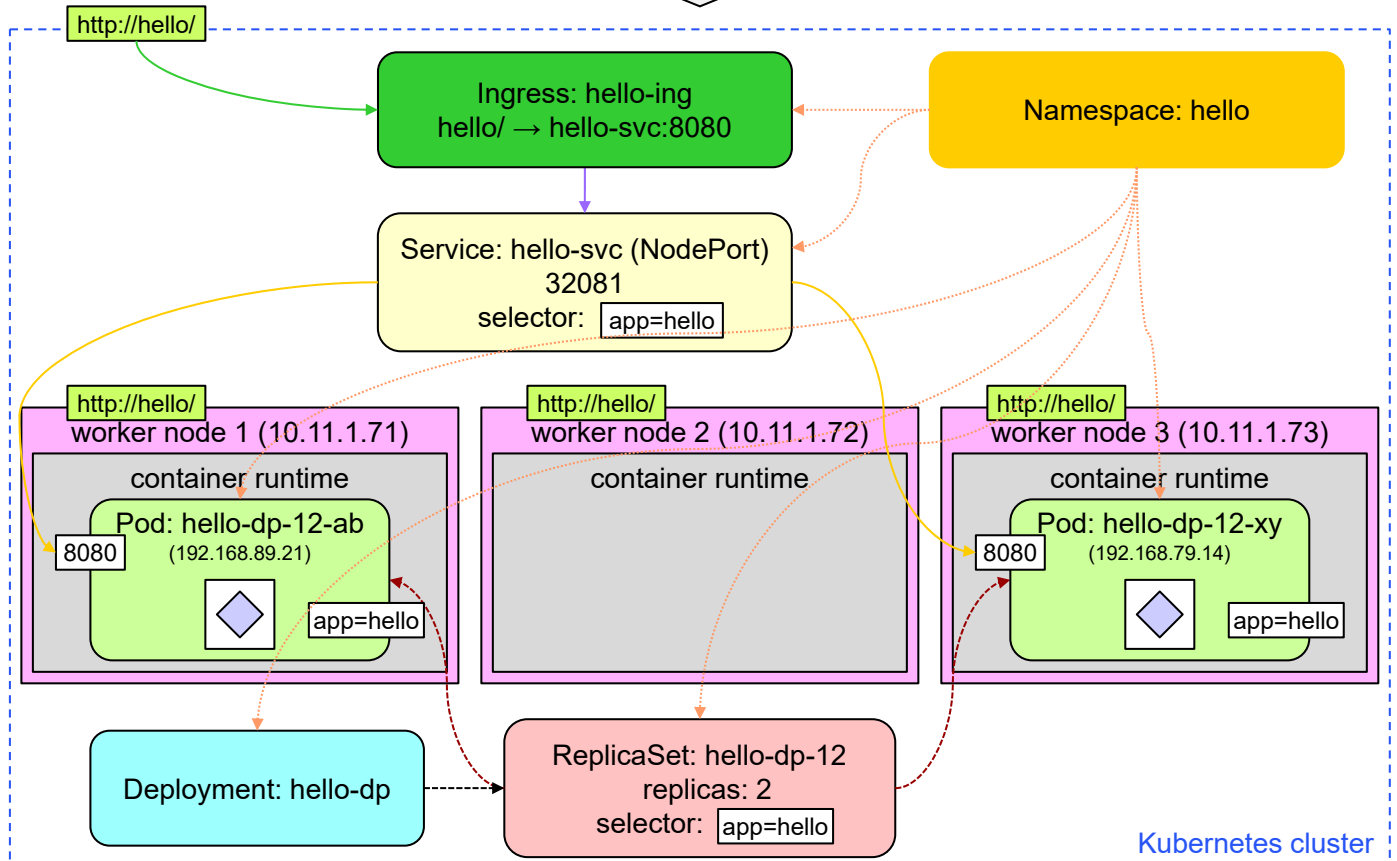 http://hello/
Ingress: hello-ing
hello/ → hello-svc:8080
Namespace: hello
Service: hello-svc (NodePort)
32081
selector: app=hello
http://hello/
worker node 1 (10.11.1.71)
container runtime
Pod: hello-dp-12-ab
(192.168.89.21)
8080
app=hello
http://hello/
worker node 2 (10.11.1.72)
container runtime
http://hello/
worker node 3 (10.11.1.73)
container runtime
Pod: hello-dp-12-xy
(192.168.79.14)
8080
app=hello
Deployment: hello-dp
ReplicaSet: hello-dp-12
replicas: 2
selector: app=hello
Kubernetes cluster